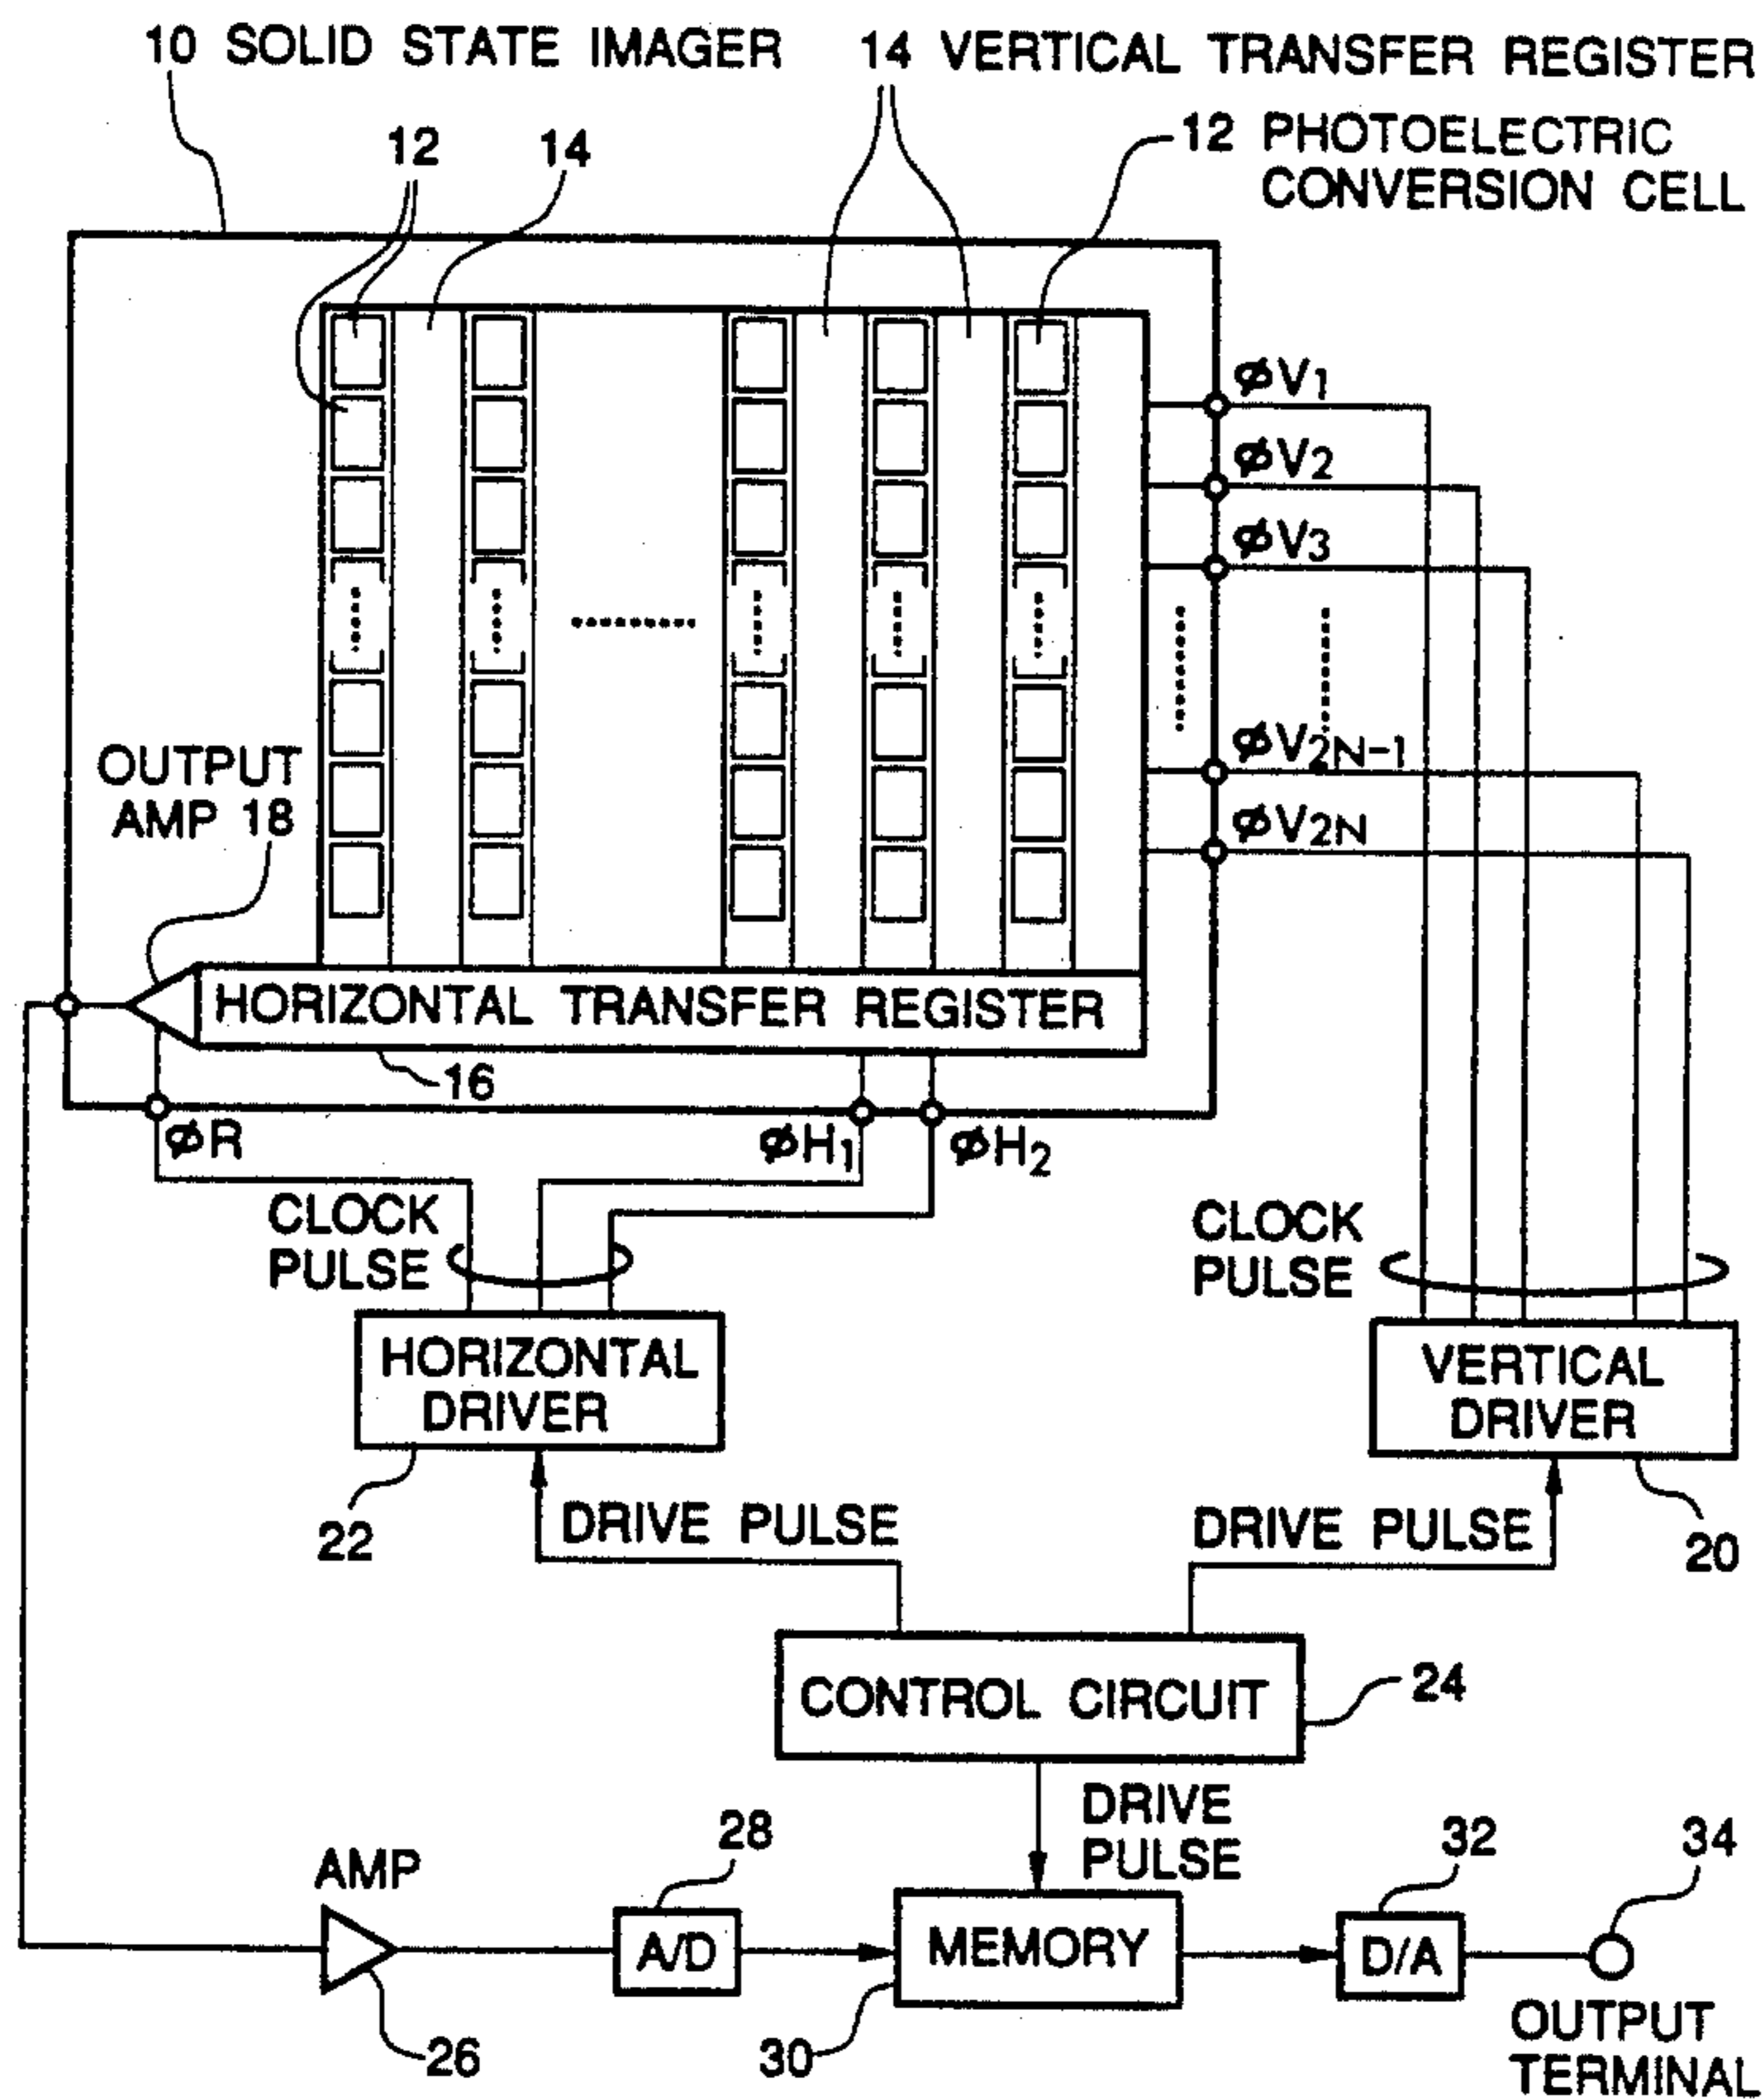 10 SOLID STATE IMAGER
14 VERTICAL TRANSFER REGISTER
12
14
12 PHOTOELECTRIC
CONVERSION CELL
φV1
φV2
φV3
φV2N-1
φV2N
OUTPUT
AMP 18
HORIZONTAL TRANSFER REGISTER
16
φR
φH1
φH2
CLOCK
PULSE
CLOCK
PULSE
HORIZONTAL
DRIVER
VERTICAL
DRIVER
22
DRIVE PULSE
DRIVE PULSE
20
CONTROL CIRCUIT
24
DRIVE
PULSE
AMP
28
32
34
A/D
MEMORY
D/A
26
30
OUTPUT
TERMINAL